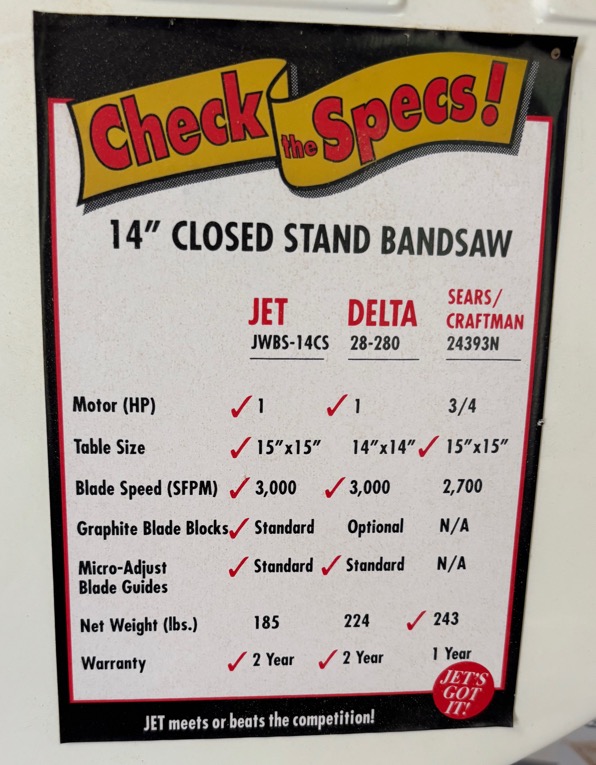 Check the Specs!
14″ CLOSED STAND BANDSAW
JET DELTA SEARS/
CRAFTMAN
JWBS-14CS 28-280 24393N
Motor (HP) ✓ 1 ✓ 1 3/4
Table Size ✓ 15″x15″ 14″x14″ ✓ 15″x15″
Blade Speed (SFPM) ✓ 3,000 ✓ 3,000 2,700
Graphite Blade Blocks ✓ Standard Optional N/A
Micro-Adjust ✓ Standard ✓ Standard N/A
Blade Guides
Net Weight (lbs.) 185 224 ✓ 243
Warranty ✓ 2 Year ✓ 2 Year 1 Year
JET'S
GOT
IT!
JET meets or beats the competition!